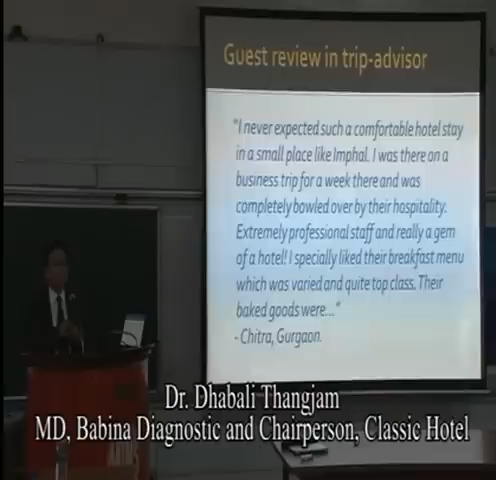 Guest review in trip-advisor
"I never expected such a comfortable hotel stay
in a small place like Imphal. I was there on a
business trip for a week there and was
completely bowled over by their hospitality.
Extremely professional staff and really a gem
of a hotel! I specially liked their breakfast menu
which was varied and quite top class. Their
baked goods were..."
- Chitra, Gurgaon.
Dr. Dhabali Thangjam
MD, Babina Diagnostic and Chairperson, Classic Hotel